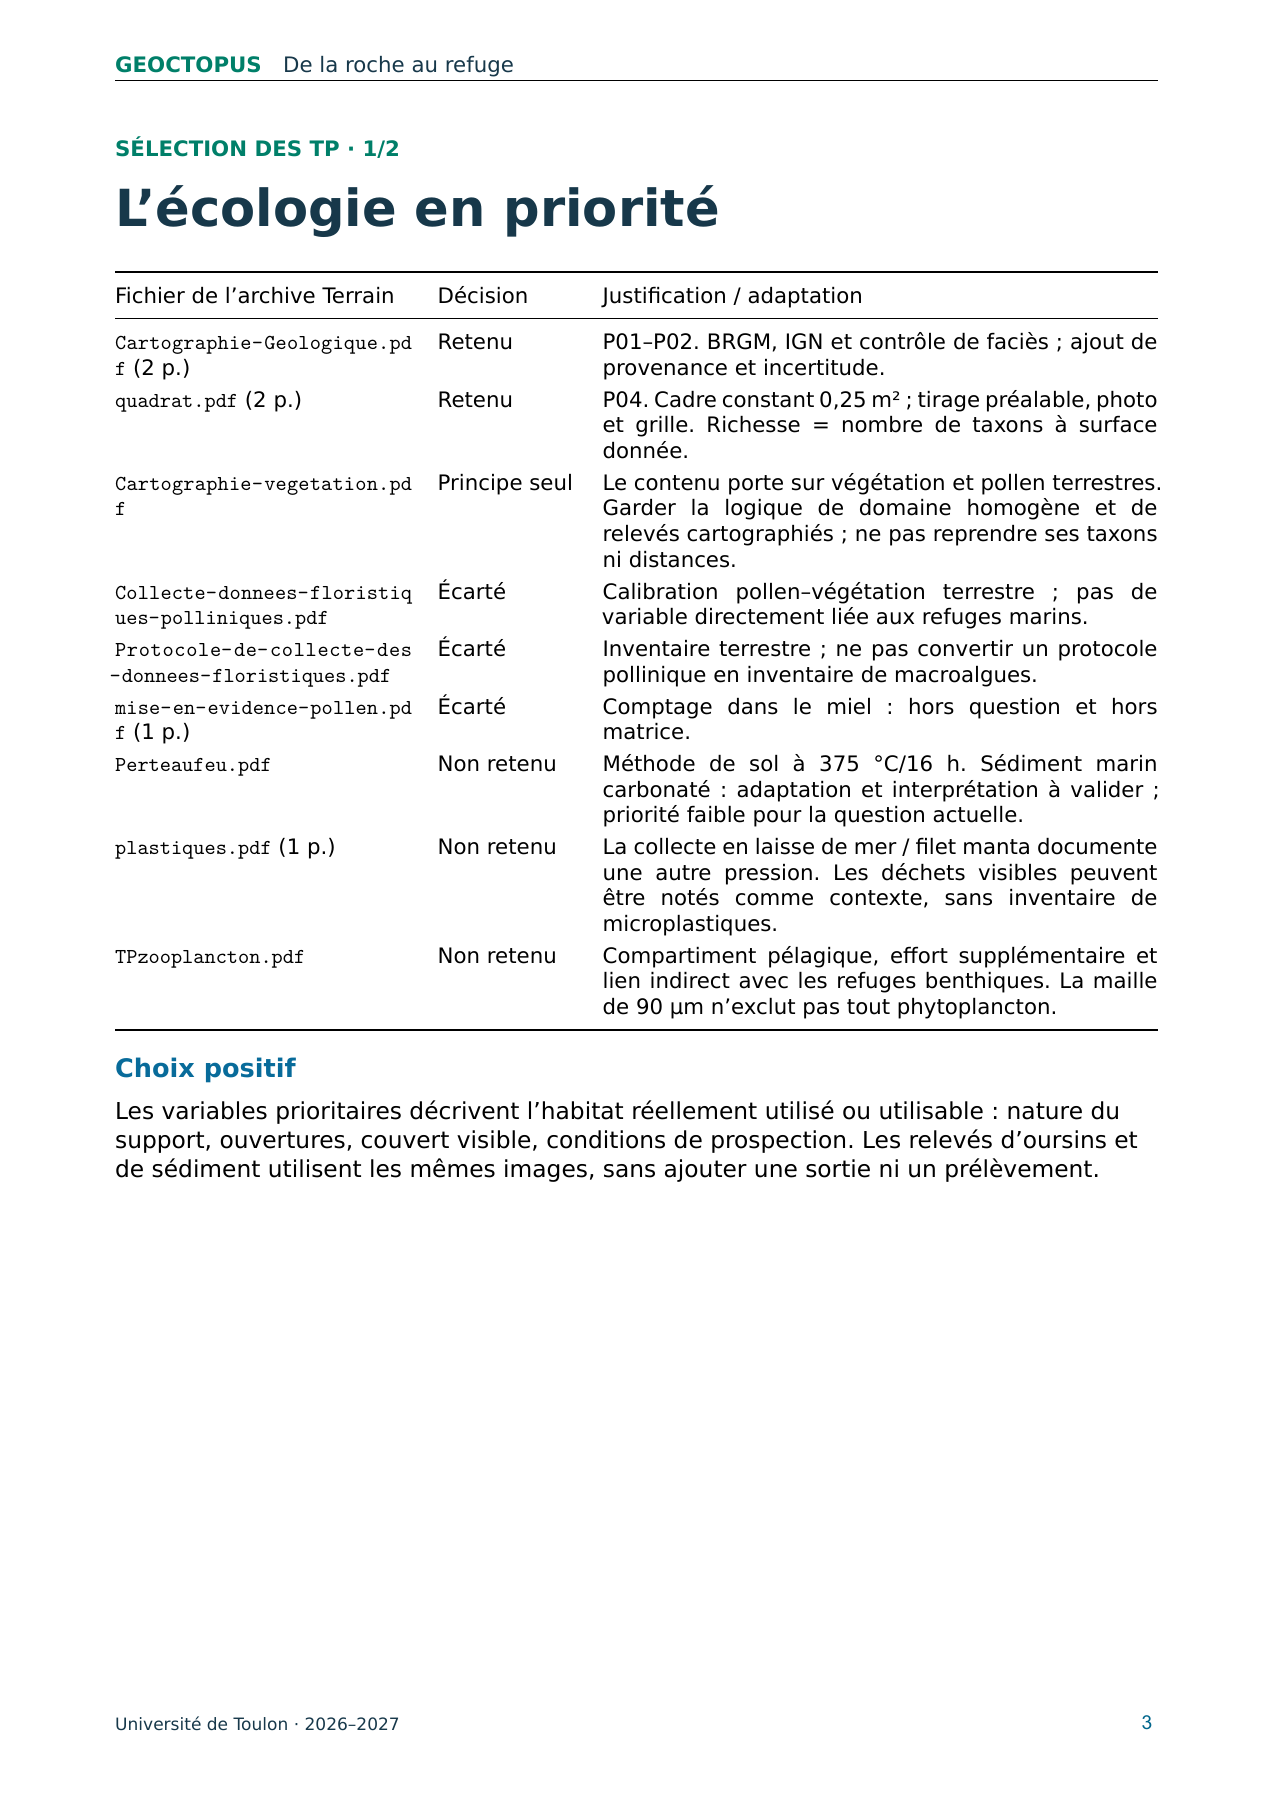 GEOCTOPUS De la roche au refuge
SÉLECTION DES TP · 1/2
L’écologie en priorité
Fichier de l’archive Terrain Décision Justification / adaptation
Cartographie-Geologique.pd Retenu P01–P02. BRGM, IGN et contrôle de faciès ; ajout de
f (2 p.) provenance et incertitude.
quadrat.pdf (2 p.) Retenu P04. Cadre constant 0,25 m² ; tirage préalable, photo
et grille. Richesse = nombre de taxons à surface
donnée.
Cartographie-vegetation.pd Principe seul Le contenu porte sur végétation et pollen terrestres.
f Garder la logique de domaine homogène et de
relevés cartographiés ; ne pas reprendre ses taxons
ni distances.
Collecte-donnees-floristiq Écarté Calibration pollen–végétation terrestre ; pas de
ues-polliniques.pdf variable directement liée aux refuges marins.
Protocole-de-collecte-des Écarté Inventaire terrestre ; ne pas convertir un protocole
-donnees-floristiques.pdf pollinique en inventaire de macroalgues.
mise-en-evidence-pollen.pd Écarté Comptage dans le miel : hors question et hors
f (1 p.) matrice.
Perteaufeu.pdf Non retenu Méthode de sol à 375 °C/16 h. Sédiment marin
carbonaté : adaptation et interprétation à valider ;
priorité faible pour la question actuelle.
plastiques.pdf (1 p.) Non retenu La collecte en laisse de mer / filet manta documente
une autre pression. Les déchets visibles peuvent
être notés comme contexte, sans inventaire de
microplastiques.
TPzooplancton.pdf Non retenu Compartiment pélagique, effort supplémentaire et
lien indirect avec les refuges benthiques. La maille
de 90 µm n’exclut pas tout phytoplancton.
Choix positif
Les variables prioritaires décrivent l’habitat réellement utilisé ou utilisable : nature du
support, ouvertures, couvert visible, conditions de prospection. Les relevés d’oursins et
de sédiment utilisent les mêmes images, sans ajouter une sortie ni un prélèvement.
Université de Toulon · 2026–2027 3